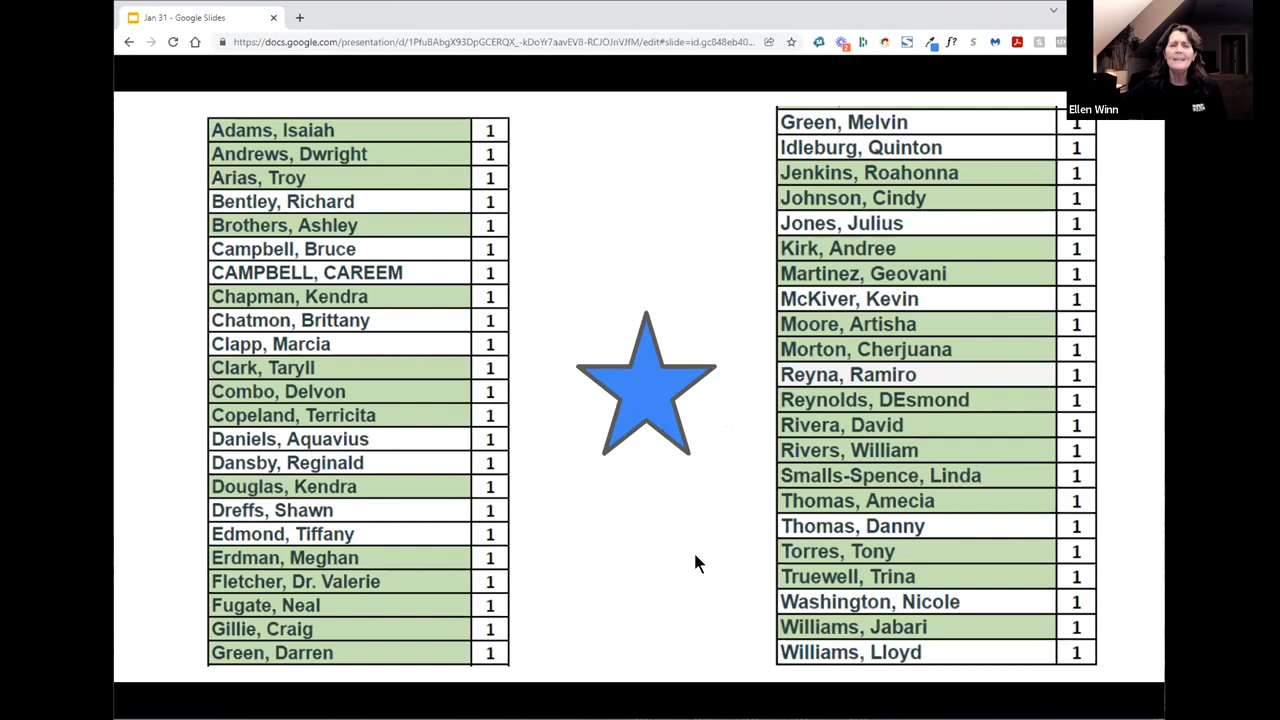 Jan 31 - Google Slides
https://docs.google.com/presentation/d/1PfuBAbgX93DpGCERQX_-kDoYr7aavEV8-RCJOJnVJfM/edit#slide=id.gc848eb40...
Ellen Winn
Adams, Isaiah 1
Andrews, Dwright 1
Arias, Troy 1
Bentley, Richard 1
Brothers, Ashley 1
Campbell, Bruce 1
CAMPBELL, CAREEM 1
Chapman, Kendra 1
Chatmon, Brittany 1
Clapp, Marcia 1
Clark, Taryll 1
Combo, Delvon 1
Copeland, Terricita 1
Daniels, Aquavius 1
Dansby, Reginald 1
Douglas, Kendra 1
Dreffs, Shawn 1
Edmond, Tiffany 1
Erdman, Meghan 1
Fletcher, Dr. Valerie 1
Fugate, Neal 1
Gillie, Craig 1
Green, Darren 1
Green, Melvin 1
Idleburg, Quinton 1
Jenkins, Roahonna 1
Johnson, Cindy 1
Jones, Julius 1
Kirk, Andree 1
Martinez, Geovani 1
McKiver, Kevin 1
Moore, Artisha 1
Morton, Cherjuana 1
Reyna, Ramiro 1
Reynolds, DEsmond 1
Rivera, David 1
Rivers, William 1
Smalls-Spence, Linda 1
Thomas, Amecia 1
Thomas, Danny 1
Torres, Tony 1
Truewell, Trina 1
Washington, Nicole 1
Williams, Jabari 1
Williams, Lloyd 1